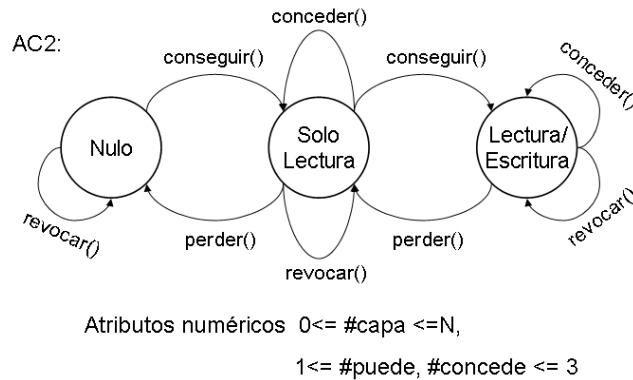 AC2:
conceder()
conseguir()
conseguir()
conceder()
Nulo
Solo
Lectura
Lectura/
Escritura
revocar()
perder()
perder()
revocar()
revocar()
Atributos numéricos 0<= #capa <=N,
1<= #puede, #concede <= 3